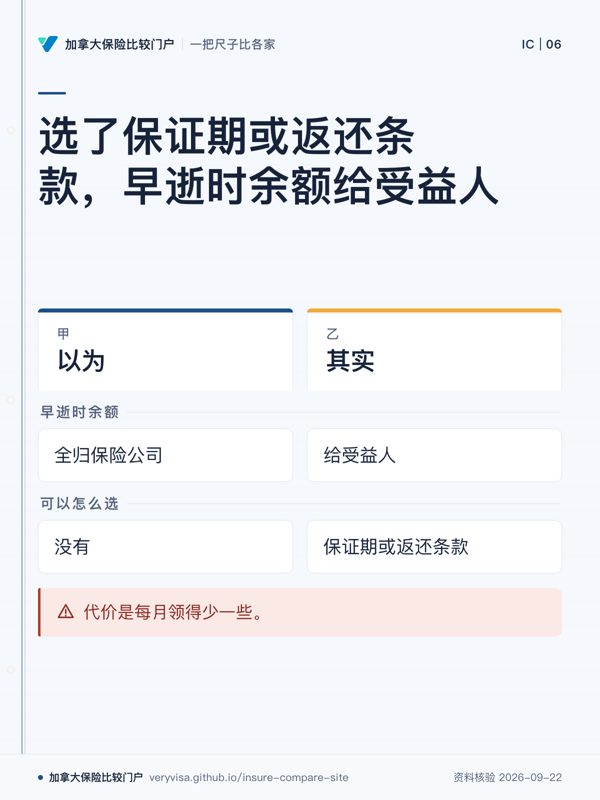 加拿大保险比较门户 | 一把尺子比各家
IC | 06
选了保证期或返还条
款，早逝时余额给受益人
甲
以为
乙
其实
早逝时余额
全归保险公司
给受益人
可以怎么选
没有
保证期或返还条款
代价是每月领得少一些。
加拿大保险比较门户 veryvisa.github.io/insure-compare-site
资料核验 2026-09-22